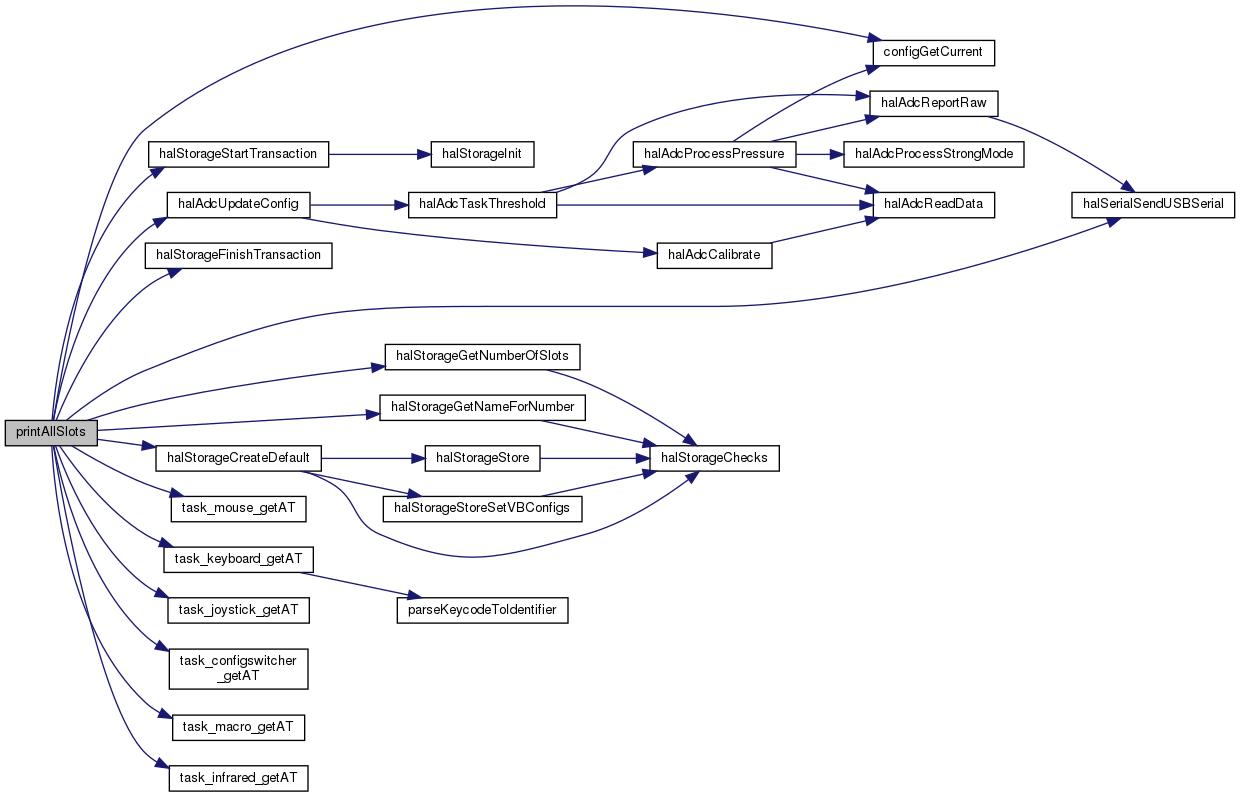 configGetCurrent
halAdcReportRaw
halStorageStartTransaction
halStorageInit
halAdcProcessPressure
halAdcProcessStrongMode
halAdcUpdateConfig
halAdcTaskThreshold
halAdcReadData
halSerialSendUSBSerial
halStorageFinishTransaction
halAdcCalibrate
halStorageGetNumberOfSlots
halStorageGetNameForNumber
printAllSlots
halStorageCreateDefault
halStorageStore
halStorageChecks
task_mouse_getAT
halStorageStoreSetVBConfigs
task_keyboard_getAT
task_joystick_getAT
parseKeycodeToIdentifier
task_configswitcher
_getAT
task_macro_getAT
task_infrared_getAT